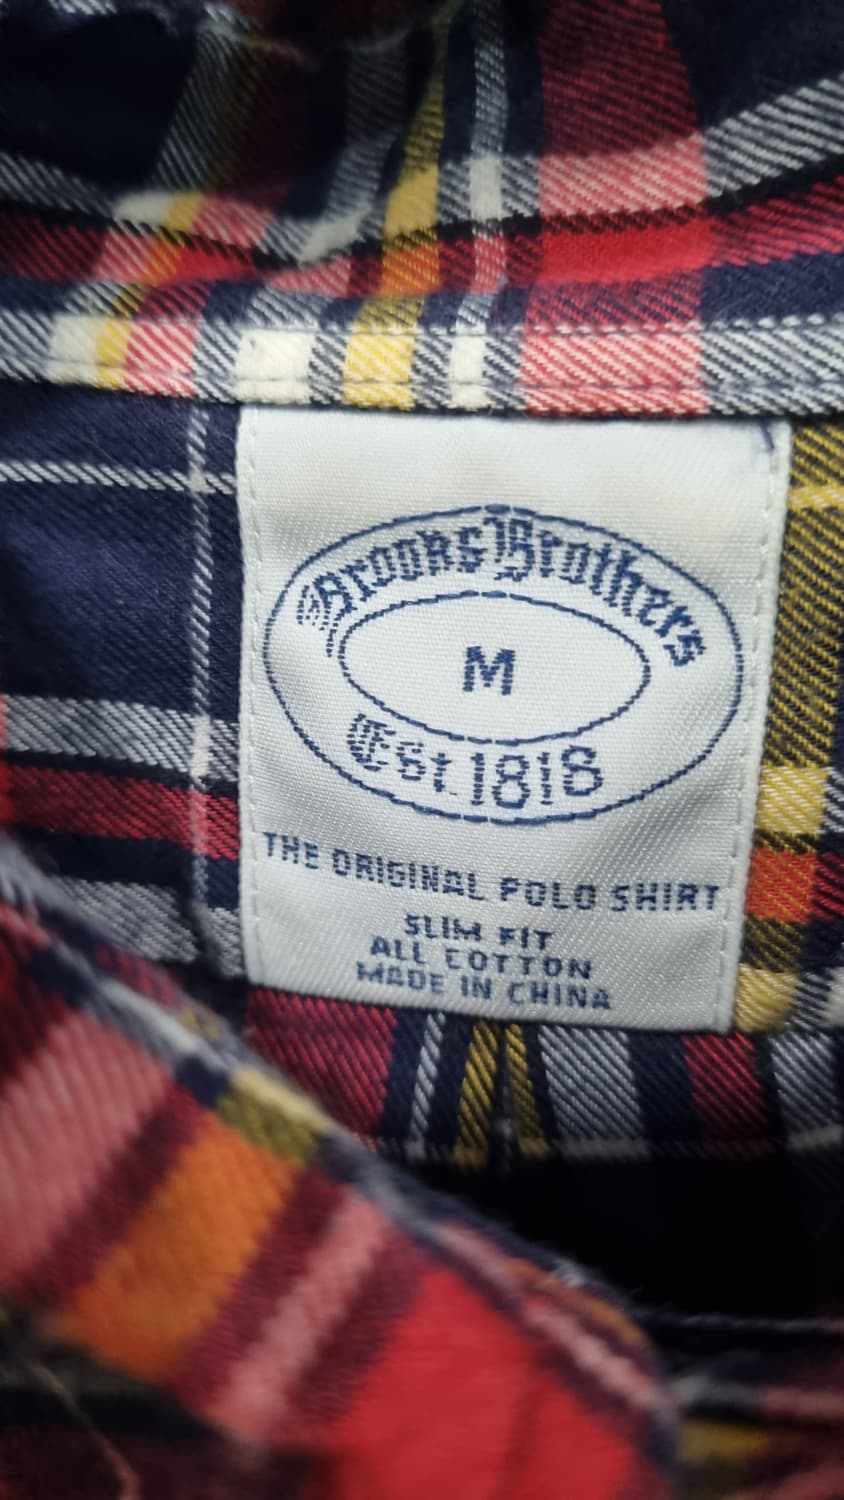 Brooks Brothers
M
Est. 1818
THE ORIGINAL POLO SHIRT
SLIM FIT
ALL COTTON
MADE IN CHINA